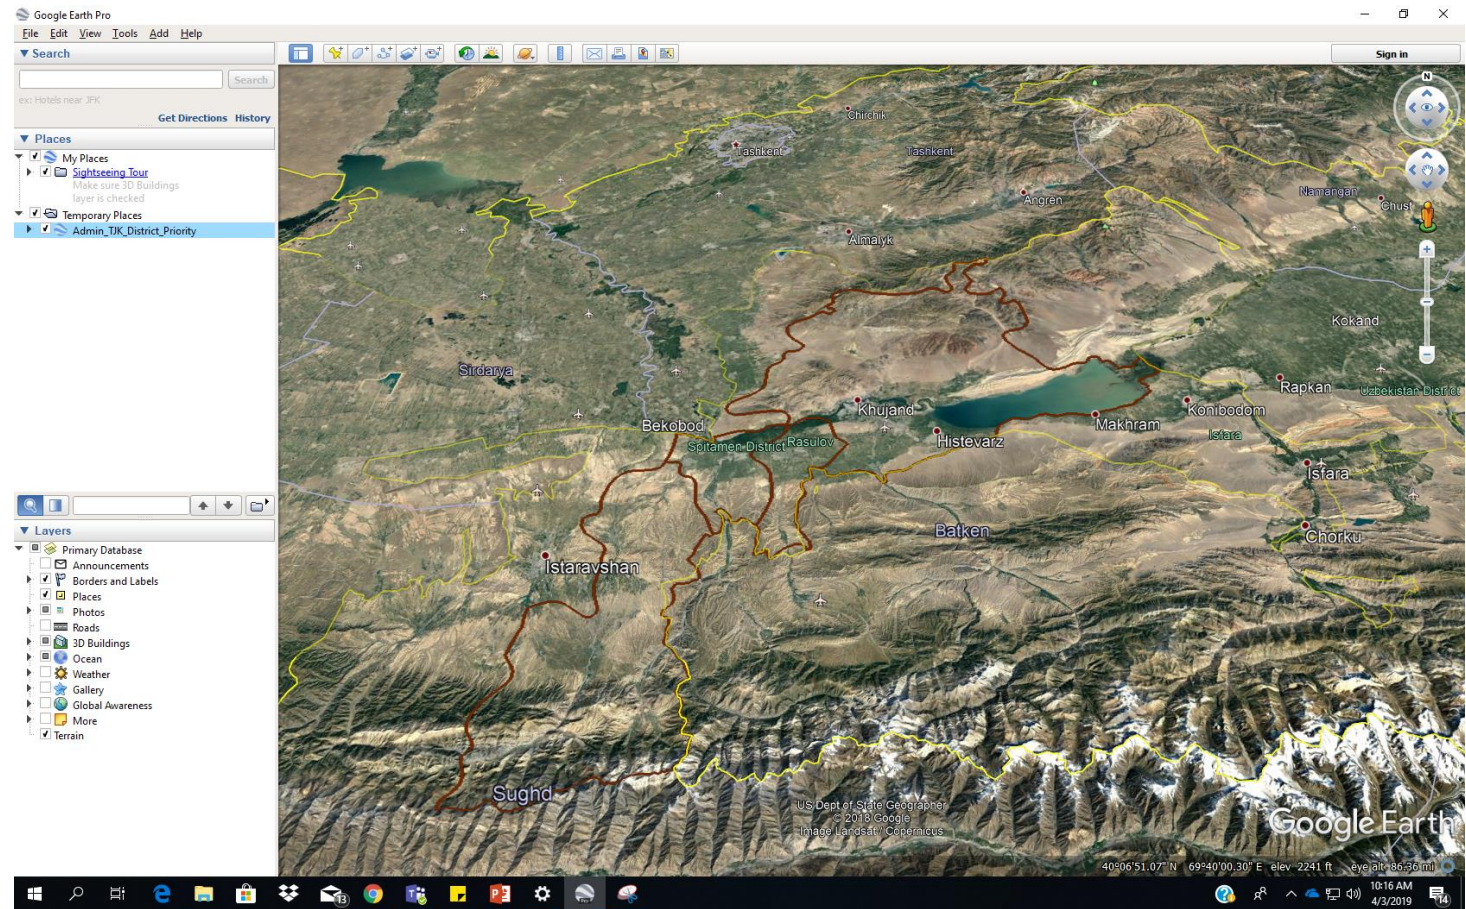 Google Earth Pro
File Edit View Tools Add Help
Search
Sign in
Search
ex: Hotels near JFK
Get Directions History
Places
My Places
Sightseeing Tour
Make sure 3D Buildings
layer is checked
Temporary Places
Admin_TJK_District_Priority
Layers
Primary Database
Announcements
Borders and Labels
Places
Photos
Roads
3D Buildings
Ocean
Weather
Gallery
Global Awareness
More
Terrain
N
Chirchik
Tashkent
Tashkent
Angren
Namangan
Chust
Almalyk
Kokand
Sirdarya
Rapkan
Uzbekistan District
Khujand
Konibodom
Bekobod
Makhram
Isfara
Spitamen District
Rasulov
Histevarz
Isfara
Batken
Chorku
Istaravshan
Sughd
US Dept of State Geographer
© 2018 Google
Image Landsat / Copernicus
Google Earth
40°06'51.07" N 69°40'00.30" E elev 2241 ft eye alt 86.36 mi
13
10:16 AM
4/3/2019
14